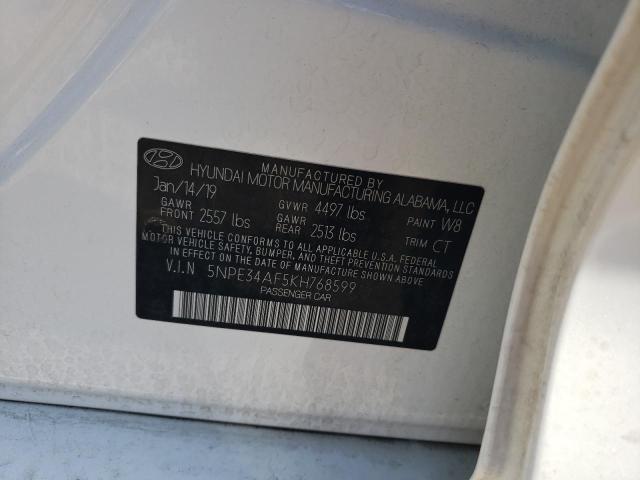 MANUFACTURED BY
HYUNDAI MOTOR MANUFACTURING ALABAMA, LLC
Jan/14/19 GVWR 4497 lbs PAINT W8
GAWR FRONT 2557 lbs GAWR REAR 2513 lbs TRIM CT
THIS VEHICLE CONFORMS TO ALL APPLICABLE U.S.A. FEDERAL
MOTOR VEHICLE SAFETY, BUMPER, AND THEFT PREVENTION STANDARDS
IN EFFECT ON THE DATE OF MANUFACTURE SHOWN ABOVE
V.I.N 5NPE34AF5KH768599
PASSENGER CAR